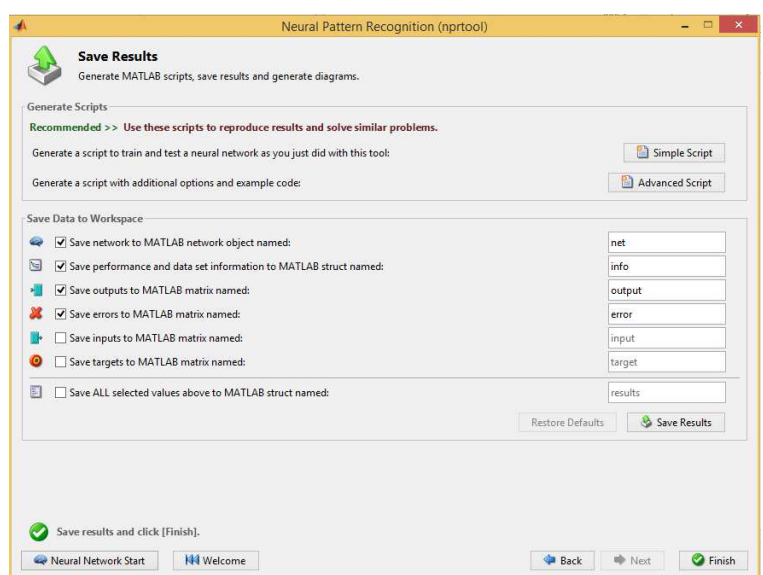 Neural Pattern Recognition (nprtool)
Save Results
Generate MATLAB scripts, save results and generate diagrams.
Generate Scripts
Recommended >> Use these scripts to reproduce results and solve similar problems.
Generate a script to train and test a neural network as you just did with this tool:
Simple Script
Generate a script with additional options and example code:
Advanced Script
Save Data to Workspace
Save network to MATLAB network object named:
net
Save performance and data set information to MATLAB struct named:
info
Save outputs to MATLAB matrix named:
output
Save errors to MATLAB matrix named:
error
Save inputs to MATLAB matrix named:
input
Save targets to MATLAB matrix named:
target
Save ALL selected values above to MATLAB struct named:
results
Restore Defaults
Save Results
Save results and click [Finish].
Neural Network Start
Welcome
Back
Next
Finish